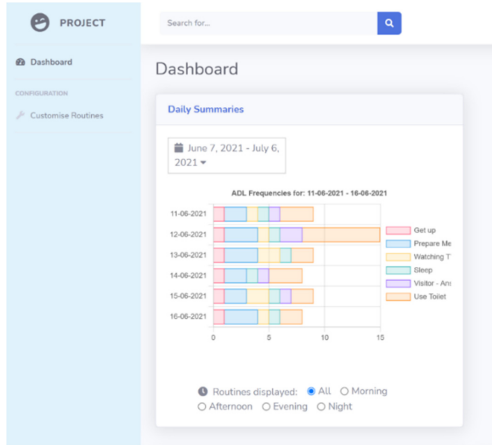 PROJECT
Search for...
Dashboard
CONFIGURATION
Customise Routines
Dashboard
Daily Summaries
June 7, 2021 - July 6,
2021
ADL Frequencies for: 11-06-2021 - 16-06-2021
11-06-2021
12-06-2021
13-06-2021
14-06-2021
15-06-2021
16-06-2021
0 5 10 15
Get up
Prepare Me
Watching T
Sleep
Visitor - An
Use Toilet
Routines displayed: All Morning
Afternoon Evening Night